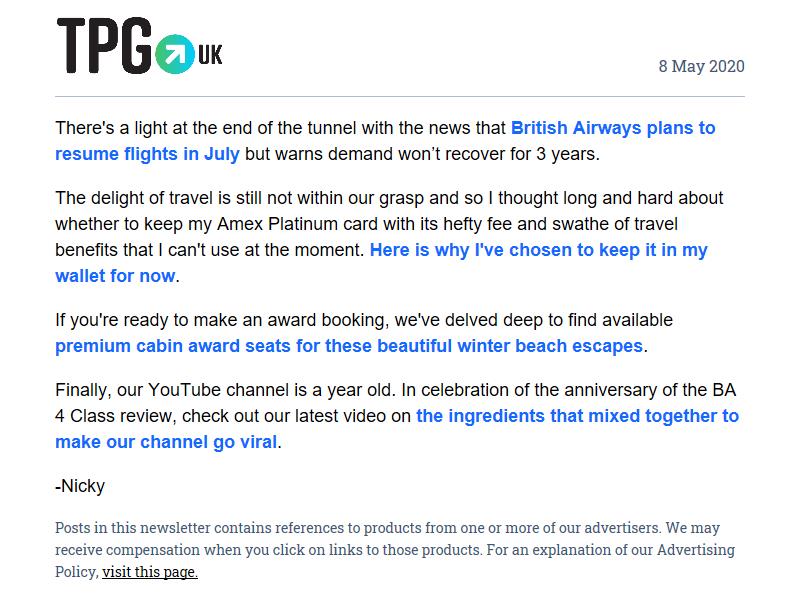 TPG UK
8 May 2020
There's a light at the end of the tunnel with the news that British Airways plans to
resume flights in July but warns demand won’t recover for 3 years.
The delight of travel is still not within our grasp and so I thought long and hard about
whether to keep my Amex Platinum card with its hefty fee and swathe of travel
benefits that I can't use at the moment. Here is why I've chosen to keep it in my
wallet for now.
If you're ready to make an award booking, we've delved deep to find available
premium cabin award seats for these beautiful winter beach escapes.
Finally, our YouTube channel is a year old. In celebration of the anniversary of the BA
4 Class review, check out our latest video on the ingredients that mixed together to
make our channel go viral.
-Nicky
Posts in this newsletter contains references to products from one or more of our advertisers. We may
receive compensation when you click on links to those products. For an explanation of our Advertising
Policy, visit this page.